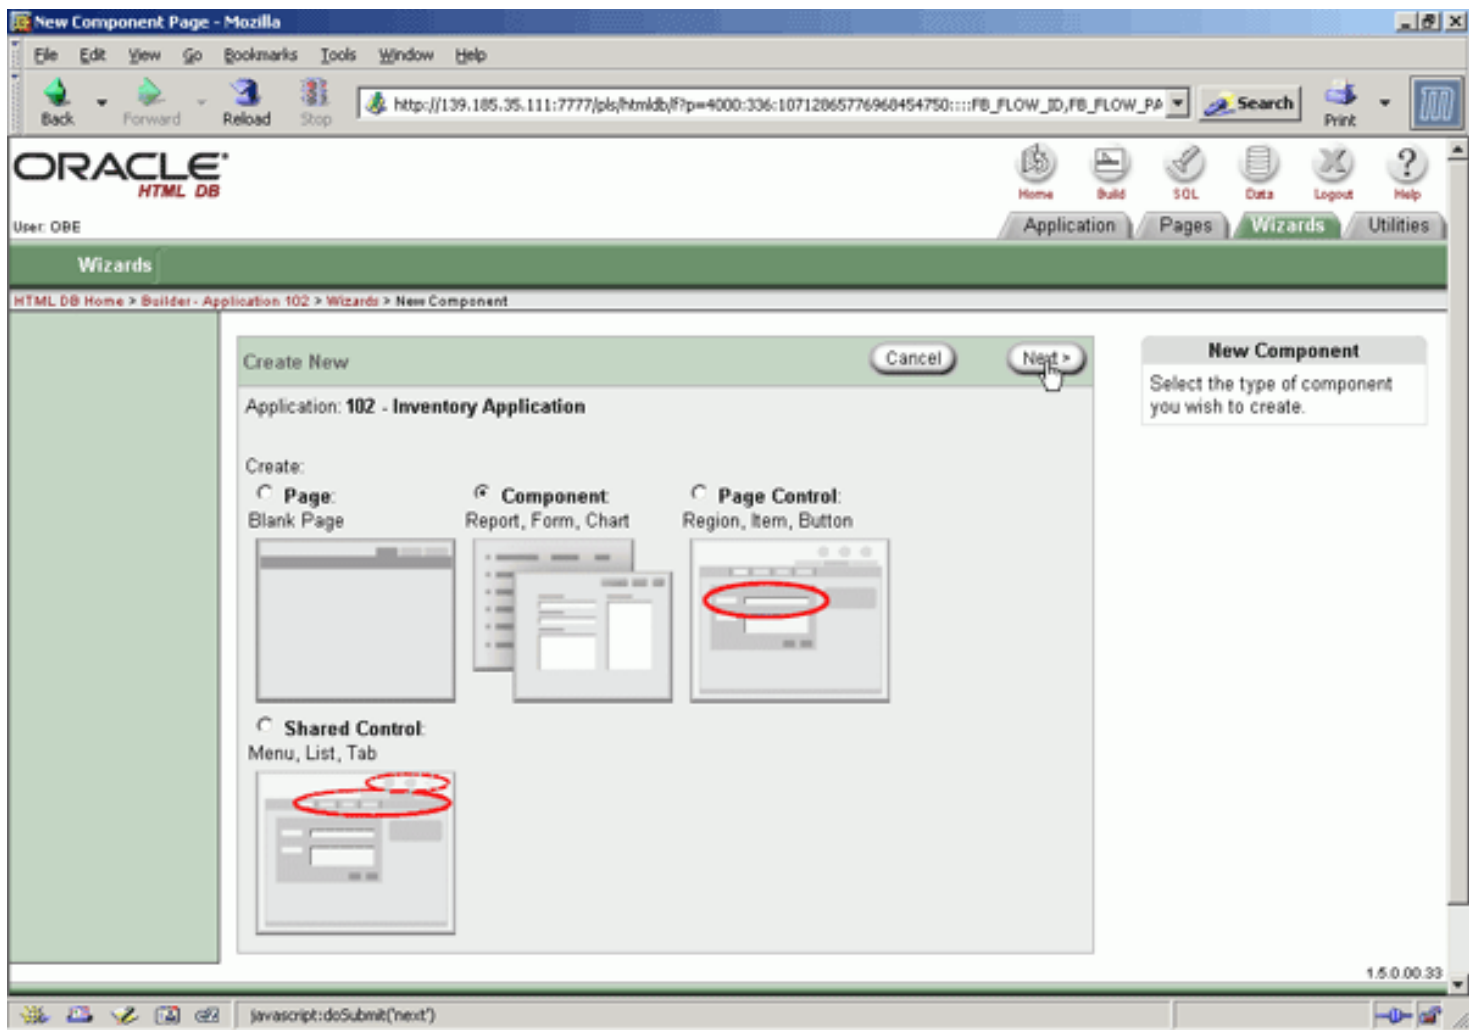 New Component Page - Mozilla
File Edit View Go Bookmarks Tools Window Help
Back Forward Reload Stop http://139.185.35.111:7777/pls/htmldb/f?p=4000:336:10712865776968454750::::FB_FLOW_ID,FB_FLOW_PA Search Print
ORACLE
HTML DB
Home Build SQL Data Logout Help
User: OBE
Application Pages Wizards Utilities
Wizards
HTML DB Home > Builder - Application 102 > Wizards > New Component
Create New Cancel Next >
New Component
Select the type of component
you wish to create.
Application: 102 - Inventory Application
Create:
Page: Component: Page Control:
Blank Page Report, Form, Chart Region, Item, Button
Shared Control:
Menu, List, Tab
1.5.0.00.33
javascript:doSubmit('next')